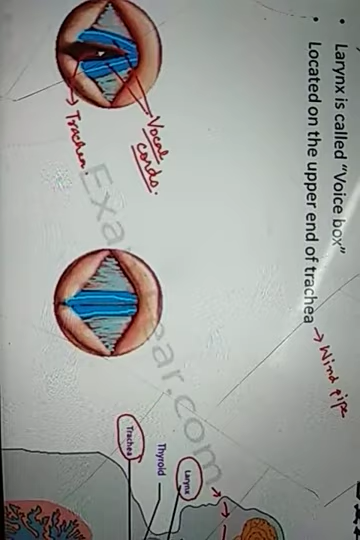 • Larynx is called "Voice box"
• Located on the upper end of trachea → Wind pipe
Vocal
cords.
→ Trachea.
Larynx
Thyroid
Trachea